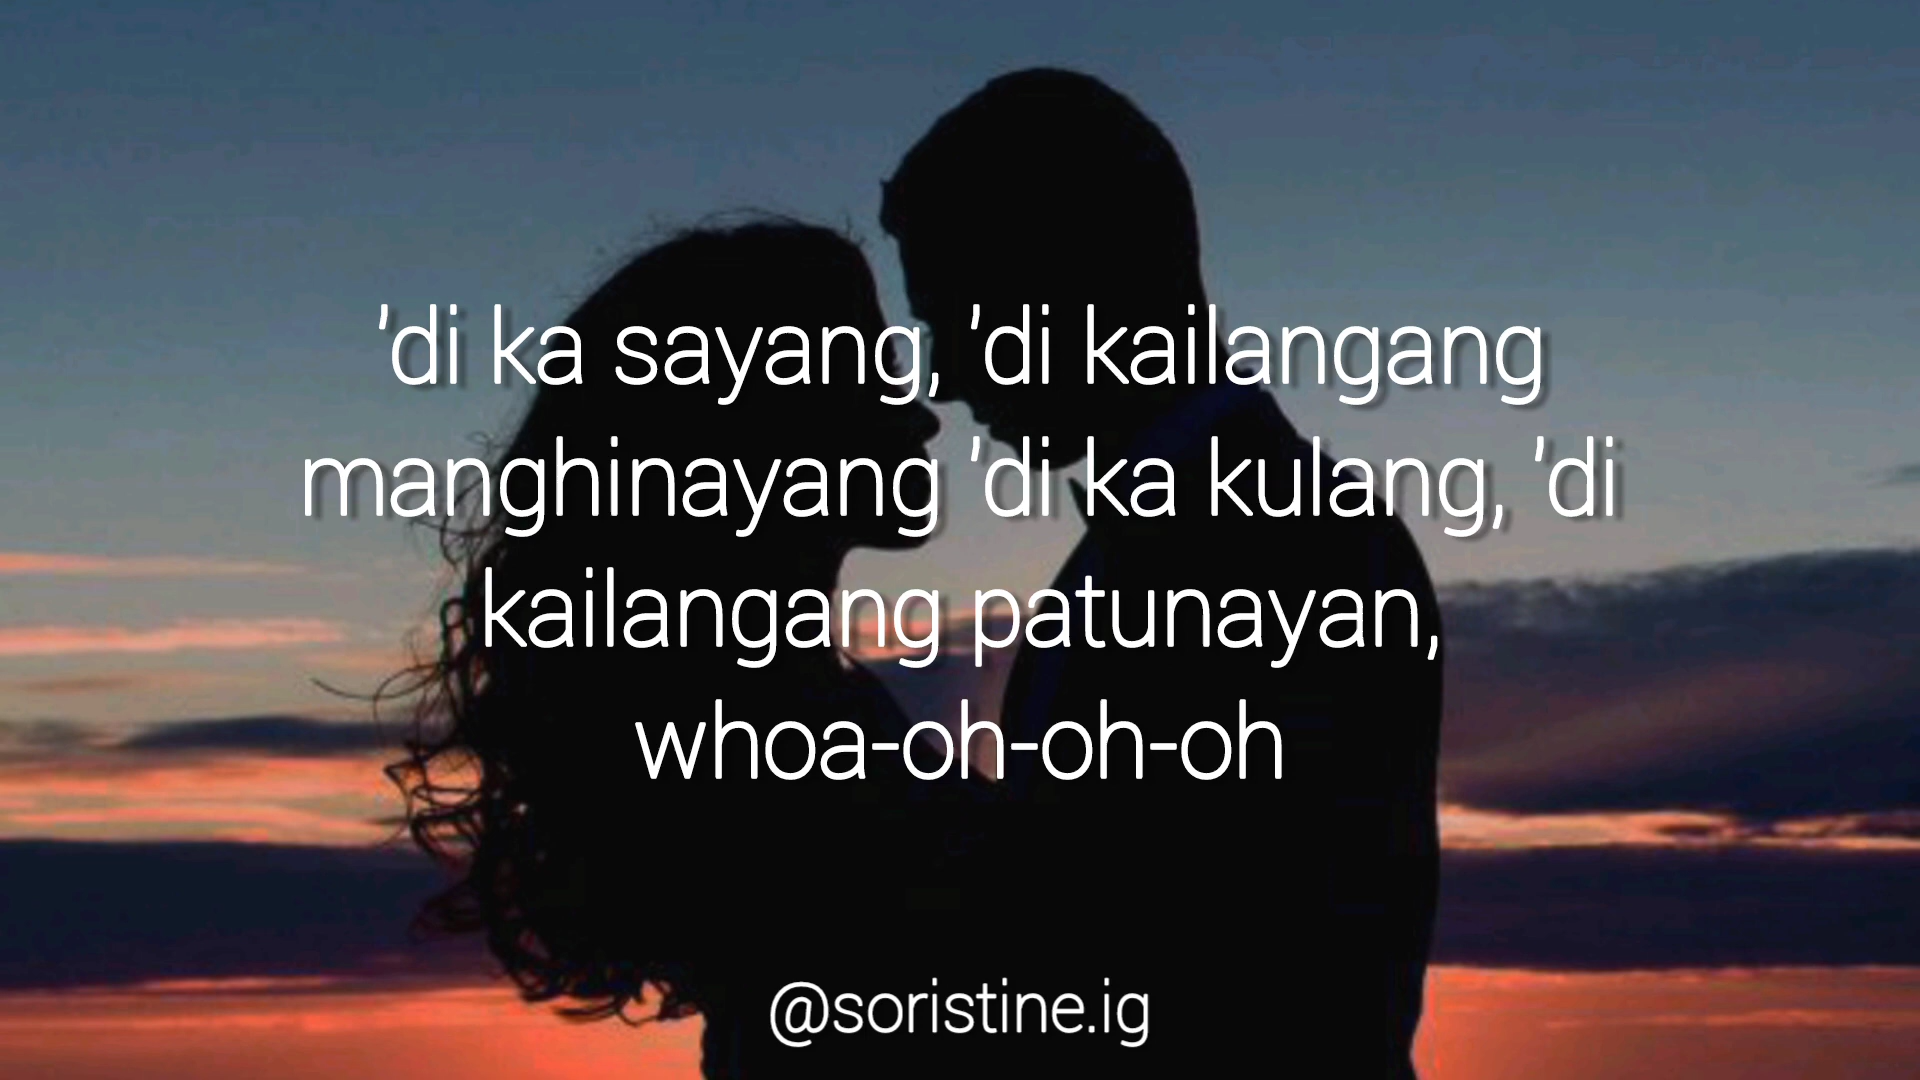 'di ka sayang, 'di kailangang
manghinayang 'di ka kulang, 'di
kailangang patunayan,
whoa-oh-oh-oh
@soristine.ig